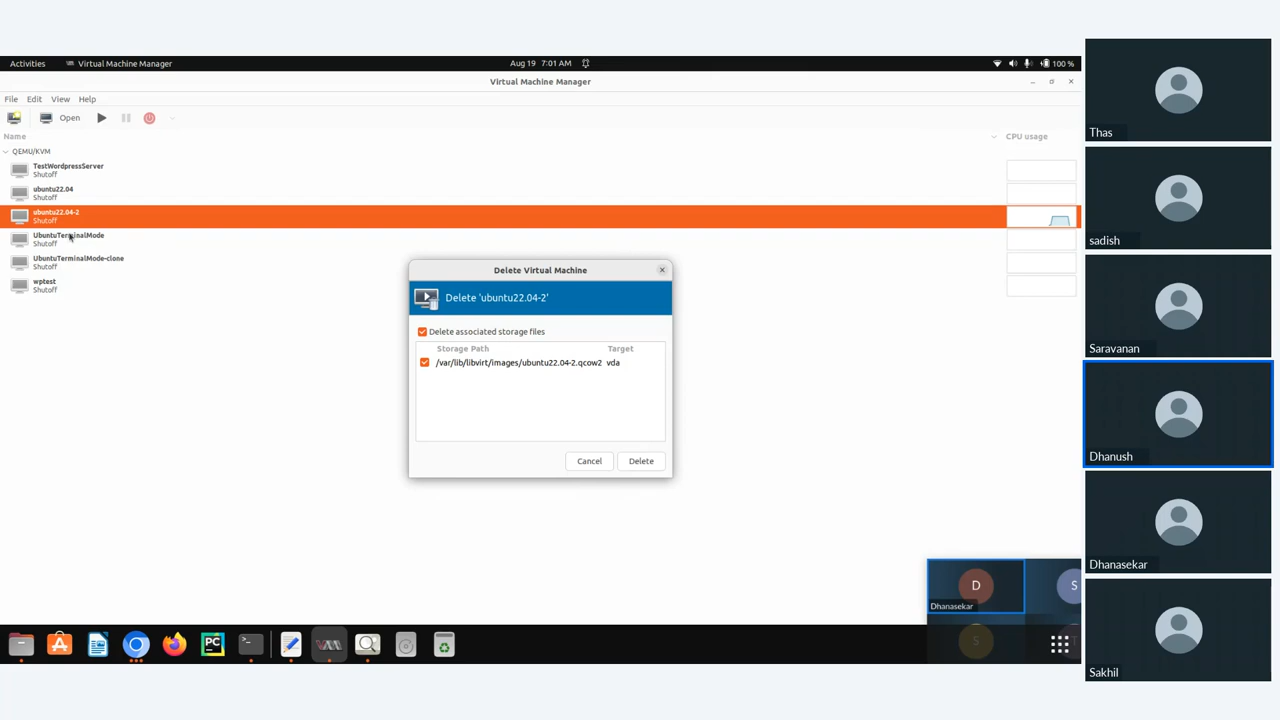 Activities
Virtual Machine Manager
Aug 19 7:01 AM
100 %
Virtual Machine Manager
File Edit View Help
Open
Name
CPU usage
QEMU/KVM
TestWordpressServer
Shutoff
ubuntu22.04
Shutoff
ubuntu22.04-2
Shutoff
UbuntuTerminalMode
Shutoff
UbuntuTerminalMode-clone
Shutoff
wptest
Shutoff
Delete Virtual Machine
Delete 'ubuntu22.04-2'
Delete associated storage files
Storage Path Target
/var/lib/libvirt/images/ubuntu22.04-2.qcow2 vda
Cancel Delete
D
S
Dhanasekar
S
T
PC
Thas
sadish
Saravanan
Dhanush
Dhanasekar
Sakhil